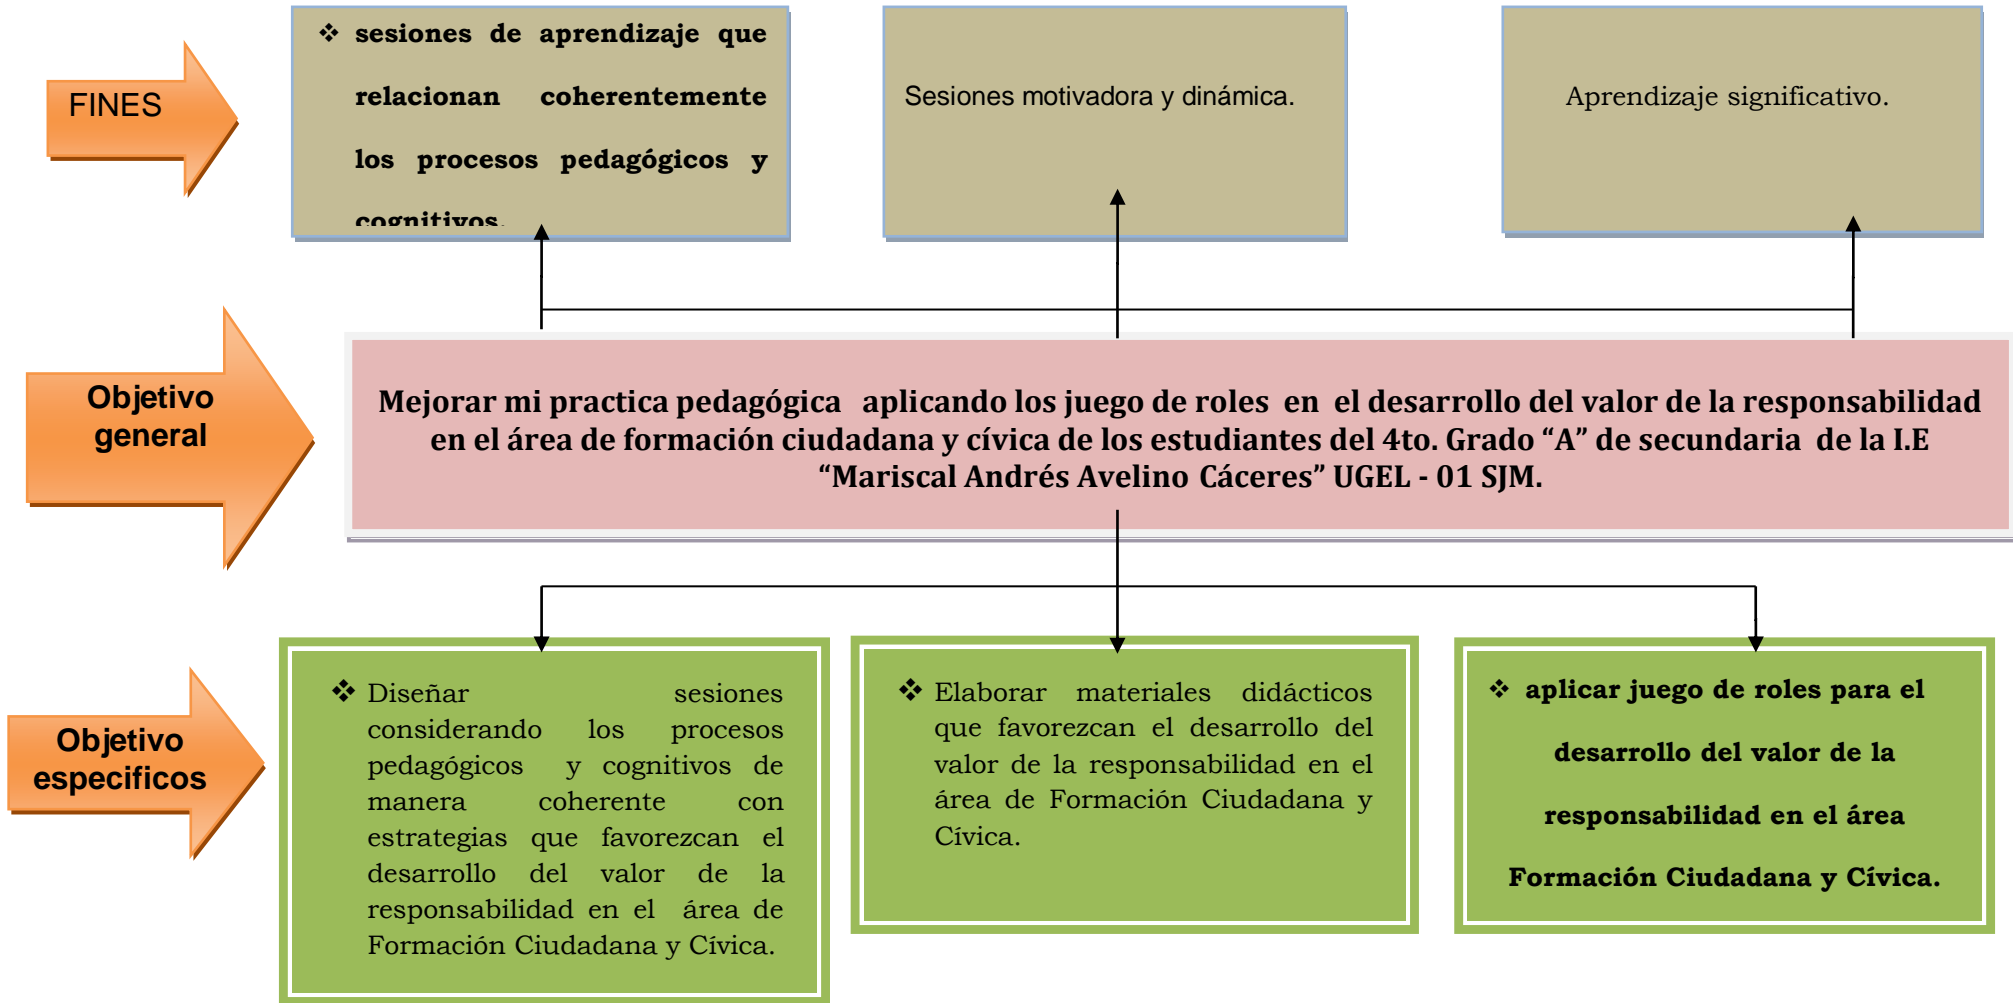 FINES
❖ sesiones de aprendizaje que
relacionan coherentemente
los procesos pedagógicos y
cognitivos.
Sesiones motivadora y dinámica.
Aprendizaje significativo.
Objetivo
general
Mejorar mi practica pedagógica aplicando los juego de roles en el desarrollo del valor de la responsabilidad
en el área de formación ciudadana y cívica de los estudiantes del 4to. Grado “A” de secundaria de la I.E
“Mariscal Andrés Avelino Cáceres” UGEL - 01 SJM.
Objetivo
especificos
❖ Diseñar sesiones
considerando los procesos
pedagógicos y cognitivos de
manera coherente con
estrategias que favorezcan el
desarrollo del valor de la
responsabilidad en el área de
Formación Ciudadana y Cívica.
❖ Elaborar materiales didácticos
que favorezcan el desarrollo del
valor de la responsabilidad en el
área de Formación Ciudadana y
Cívica.
❖ aplicar juego de roles para el
desarrollo del valor de la
responsabilidad en el área
Formación Ciudadana y Cívica.